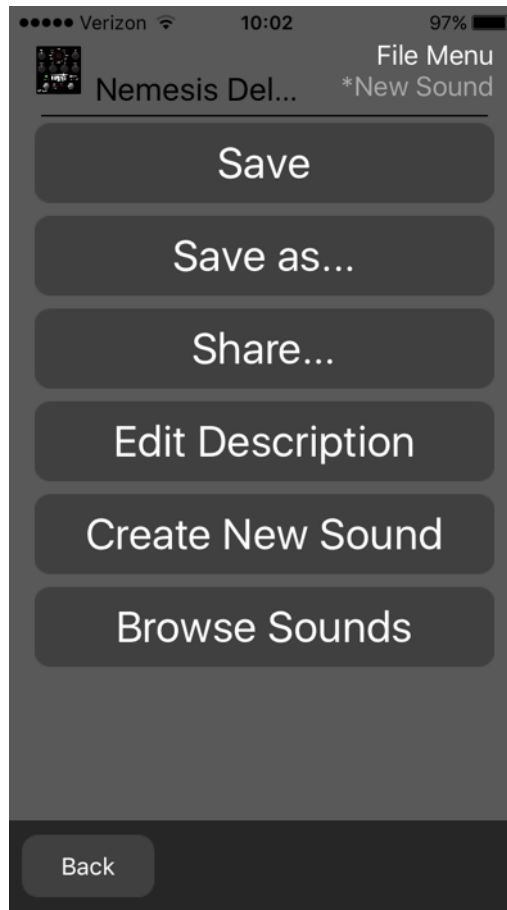 Verizon 10:02 97%
File Menu
Nemesis Del... *New Sound
Save
Save as...
Share...
Edit Description
Create New Sound
Browse Sounds
Back